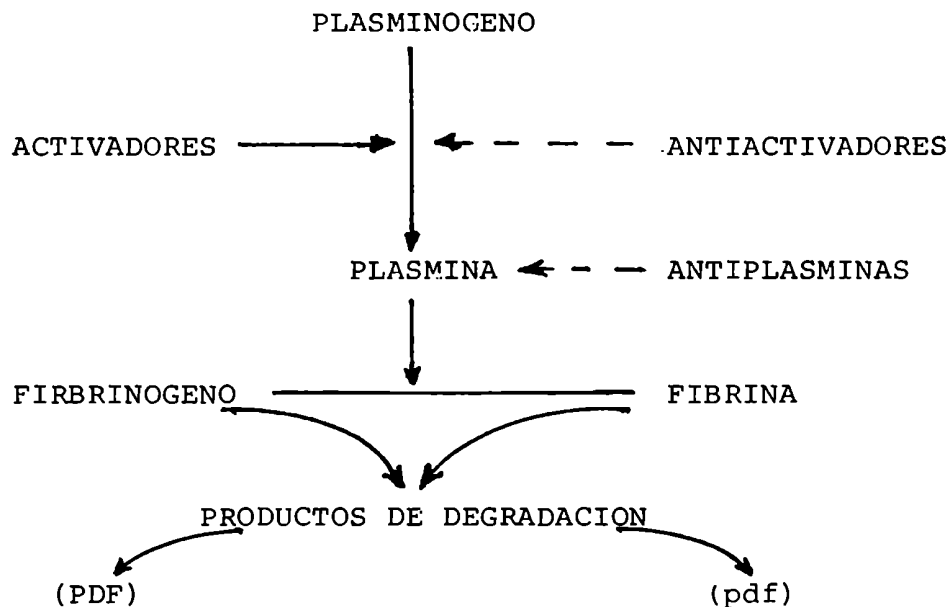 PLASMINOGENO
ACTIVADORES ANTIACTIVADORES
PLASMINA ANTIPLASMINAS
FIRBRINOGENO FIBRINA
PRODUCTOS DE DEGRADACION
(PDF) (pdf)